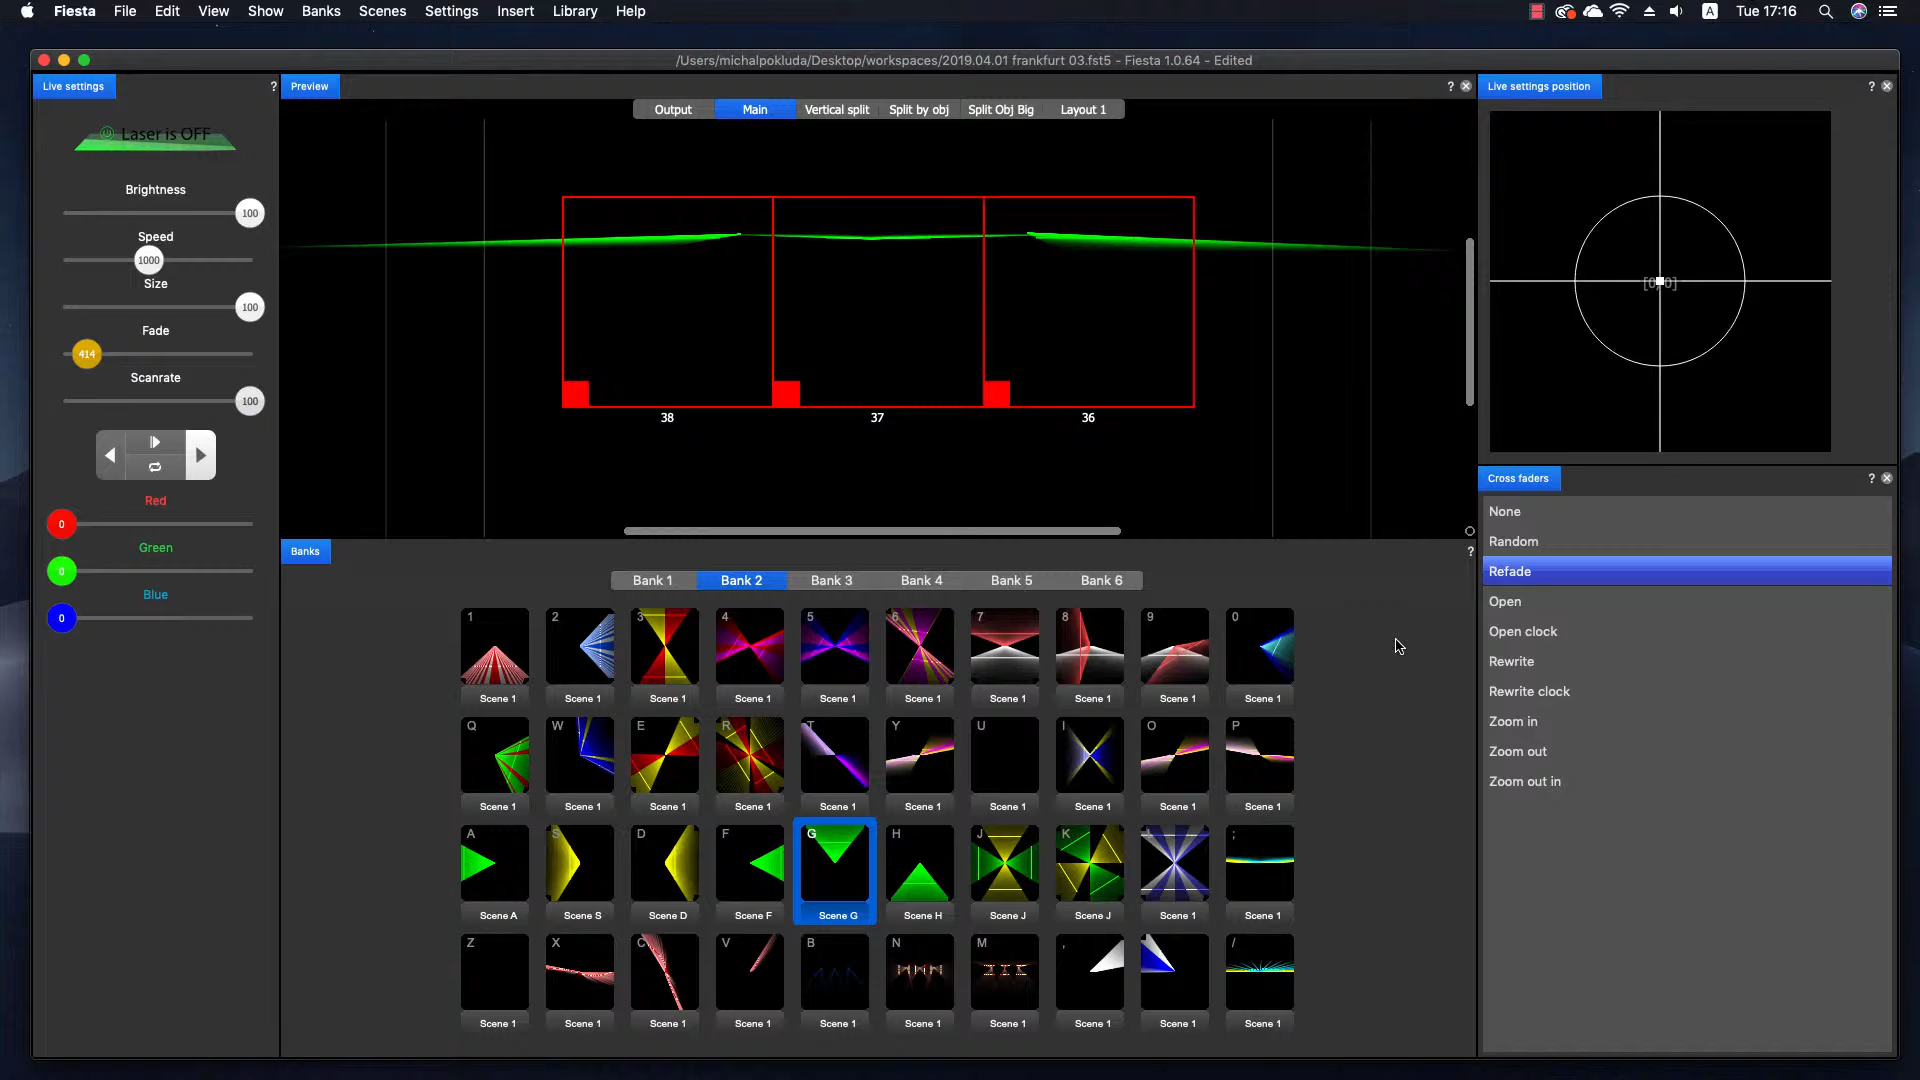 Fiesta File Edit View Show Banks Scenes Settings Insert Library Help A Tue 17:16
/Users/michalpokluda/Desktop/workspaces/2019.04.01 frankfurt 03.fst5 - Fiesta 1.0.64 - Edited
Live settings ?
Laser is OFF
Brightness
100
Speed
1000
Size
100
Fade
414
Scanrate
100
Red
0
Green
0
Blue
0
Preview ?
Output Main Vertical split Split by obj Split Obj Big Layout 1
38 37 36
Banks ?
Bank 1 Bank 2 Bank 3 Bank 4 Bank 5 Bank 6
1 2 3 4 5 6 7 8 9 0
Scene 1 Scene 1 Scene 1 Scene 1 Scene 1 Scene 1 Scene 1 Scene 1 Scene 1 Scene 1
Q W E R T Y U I O P
Scene 1 Scene 1 Scene 1 Scene 1 Scene 1 Scene 1 Scene 1 Scene 1 Scene 1 Scene 1
A S D F G H J K ;
Scene A Scene S Scene D Scene F Scene G Scene H Scene J Scene J Scene 1 Scene 1
Z X C V B N M , /
Scene 1 Scene 1 Scene 1 Scene 1 Scene 1 Scene 1 Scene 1 Scene 1 Scene 1 Scene 1
Live settings position ?
Cross faders ?
None
Random
Refade
Open
Open clock
Rewrite
Rewrite clock
Zoom in
Zoom out
Zoom out in